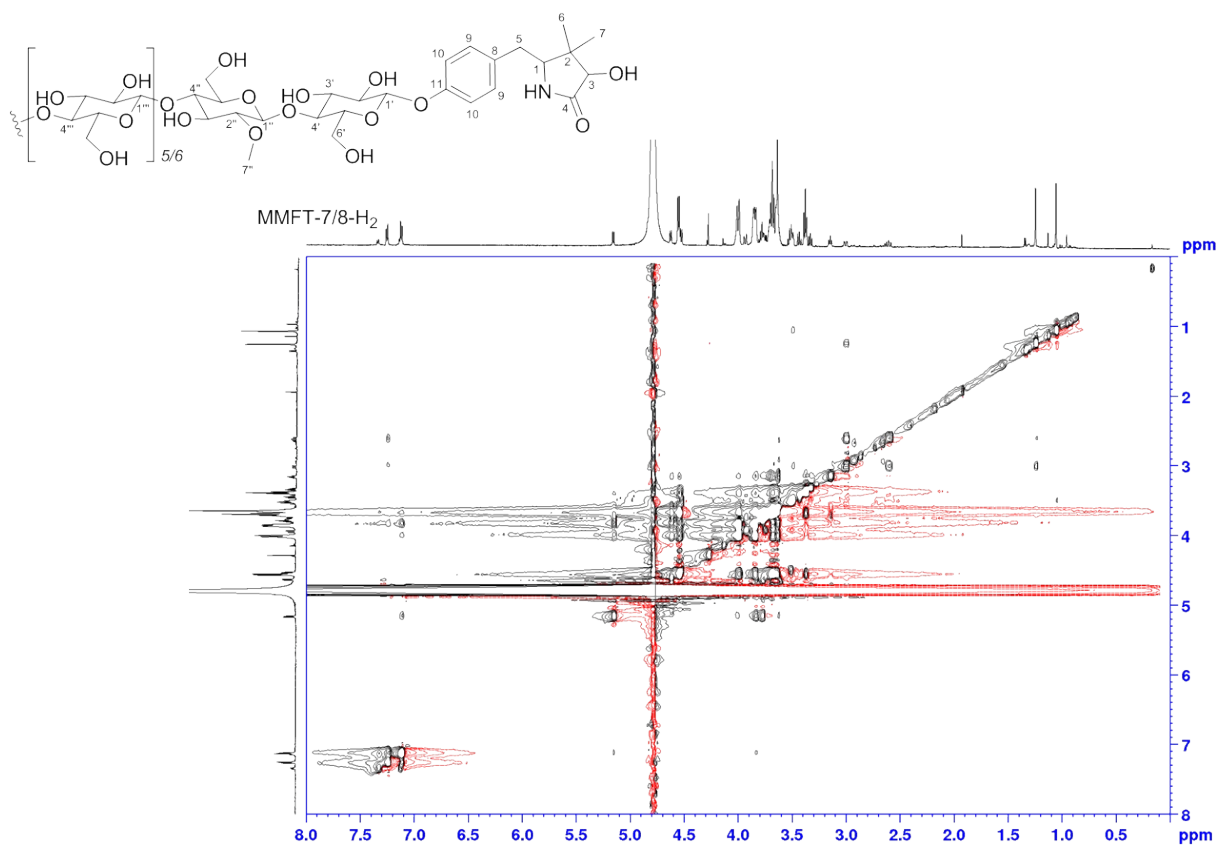 6
7
9
5
10
8
2
OH
1
3
OH
OH
3'
OH
11
9
NH
4
O
HO
O
4''
O
HO
O
1'
O
10
HO
1'''
O
HO
2''
1''
O
4'
O
O
4'''
O
O
6'
OH
OH
5/6
7''
MMFT-7/8-H2
ppm
1
2
3
4
5
6
7
8
8.0 7.5 7.0 6.5 6.0 5.5 5.0 4.5 4.0 3.5 3.0 2.5 2.0 1.5 1.0 0.5 ppm